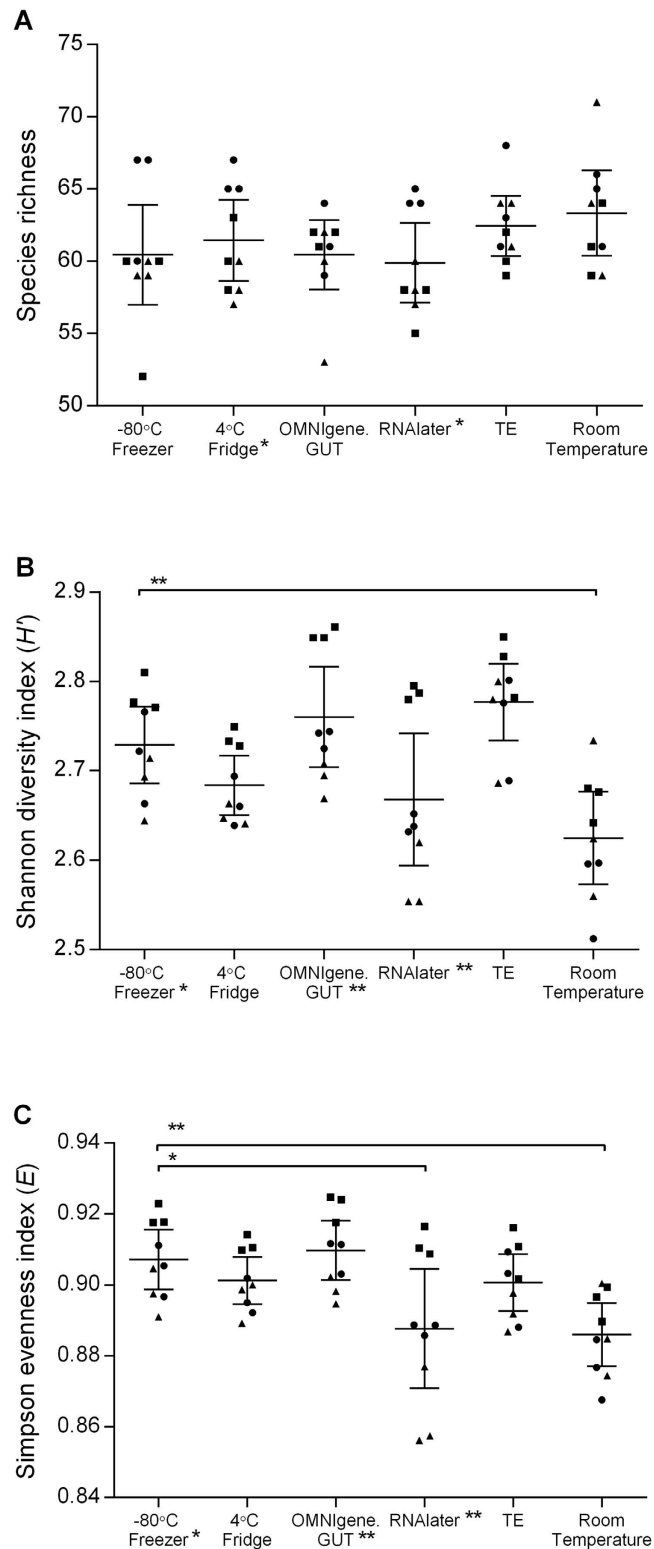 A
75
70
65
60
55
50
Species richness
-80°C
Freezer
4°C
Fridge *
OMNIgene.
GUT
RNAlater *
TE
Room
Temperature
B
**
2.9
2.8
2.7
2.6
2.5
Shannon diversity index (H')
-80°C
Freezer *
4°C
Fridge
OMNIgene.
GUT **
RNAlater **
TE
Room
Temperature
C
**
*
0.94
0.92
0.90
0.88
0.86
0.84
Simpson evenness index (E)
-80°C
Freezer *
4°C
Fridge
OMNIgene.
GUT **
RNAlater **
TE
Room
Temperature